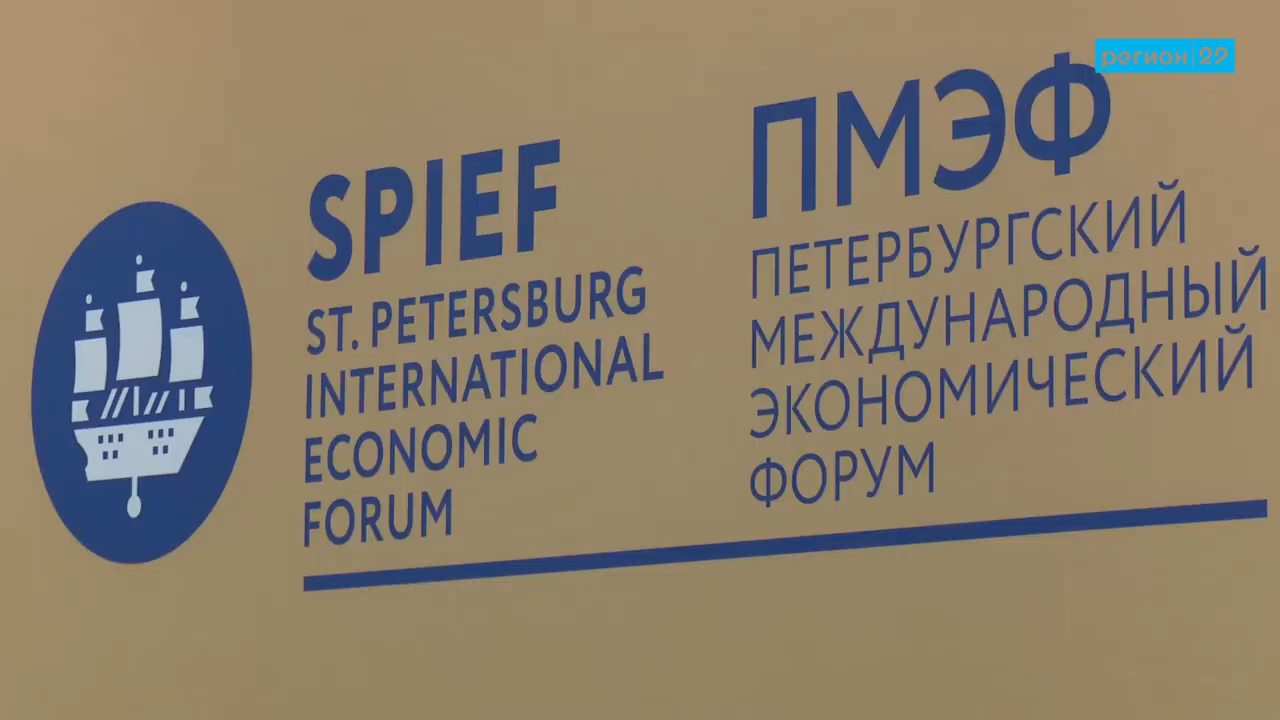 регион 29
SPIEF
ST. PETERSBURG
INTERNATIONAL
ECONOMIC
FORUM
ПМЭФ
ПЕТЕРБУРГСКИЙ
МЕЖДУНАРОДНЫЙ
ЭКОНОМИЧЕСКИЙ
ФОРУМ